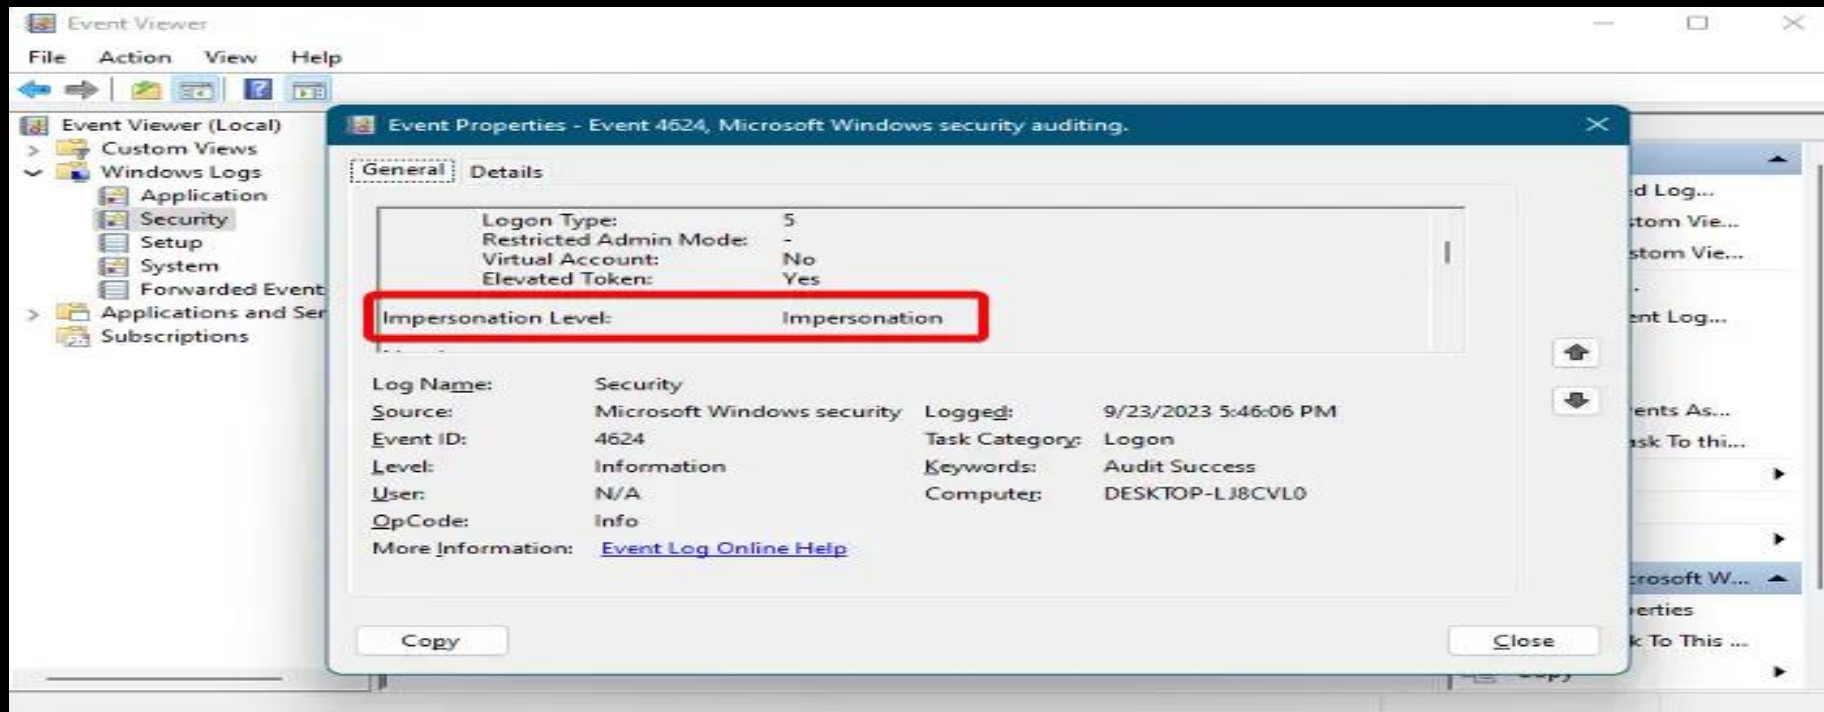 Event Viewer
File Action View Help
Event Viewer (Local)
Custom Views
Windows Logs
Application
Security
Setup
System
Forwarded Event
Applications and Ser
Subscriptions
Event Properties - Event 4624, Microsoft Windows security auditing.
General Details
Logon Type: 5
Restricted Admin Mode: -
Virtual Account: No
Elevated Token: Yes
Impersonation Level: Impersonation
Log Name: Security
Source: Microsoft Windows security Logged: 9/23/2023 5:46:06 PM
Event ID: 4624 Task Category: Logon
Level: Information Keywords: Audit Success
User: N/A Computer: DESKTOP-LJ8CVL0
OpCode: Info
More Information: Event Log Online Help
Copy Close
d Log...
tom Vie...
stom Vie...
ent Log...
ents As...
ask To thi...
crosoft W...
erties
k To This ...
Copy